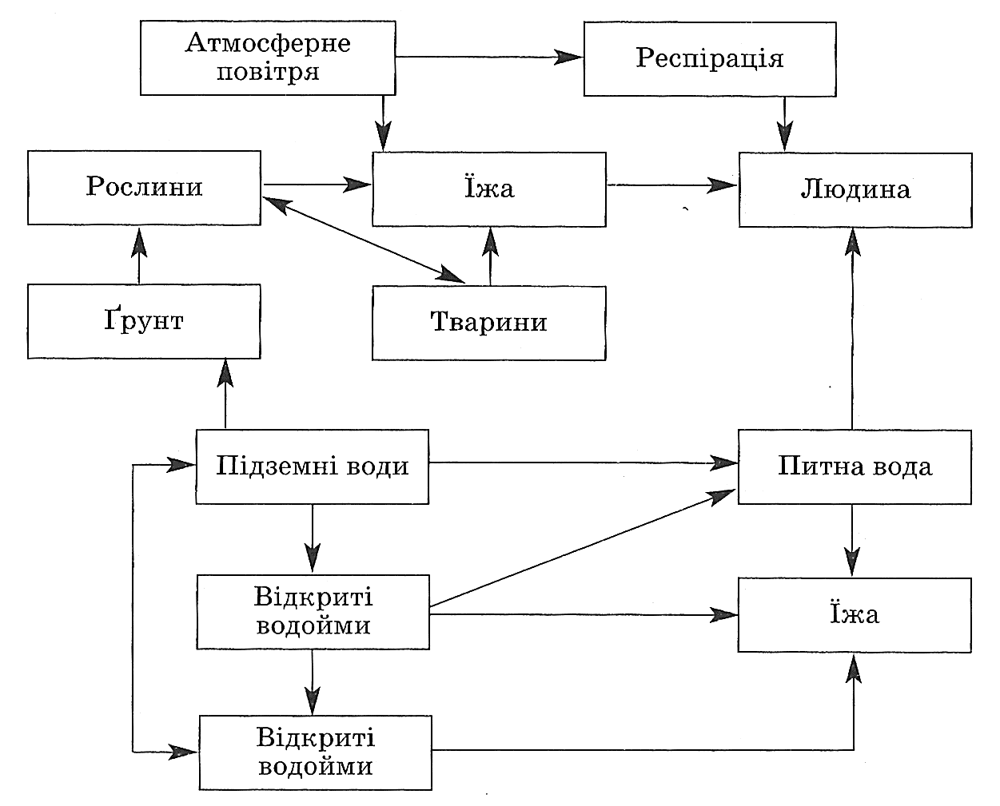 Атмосферне
повітря
Респірація
Рослини
Їжа
Людина
Ґрунт
Тварини
Підземні води
Питна вода
Відкриті
водойми
Їжа
Відкриті
водойми